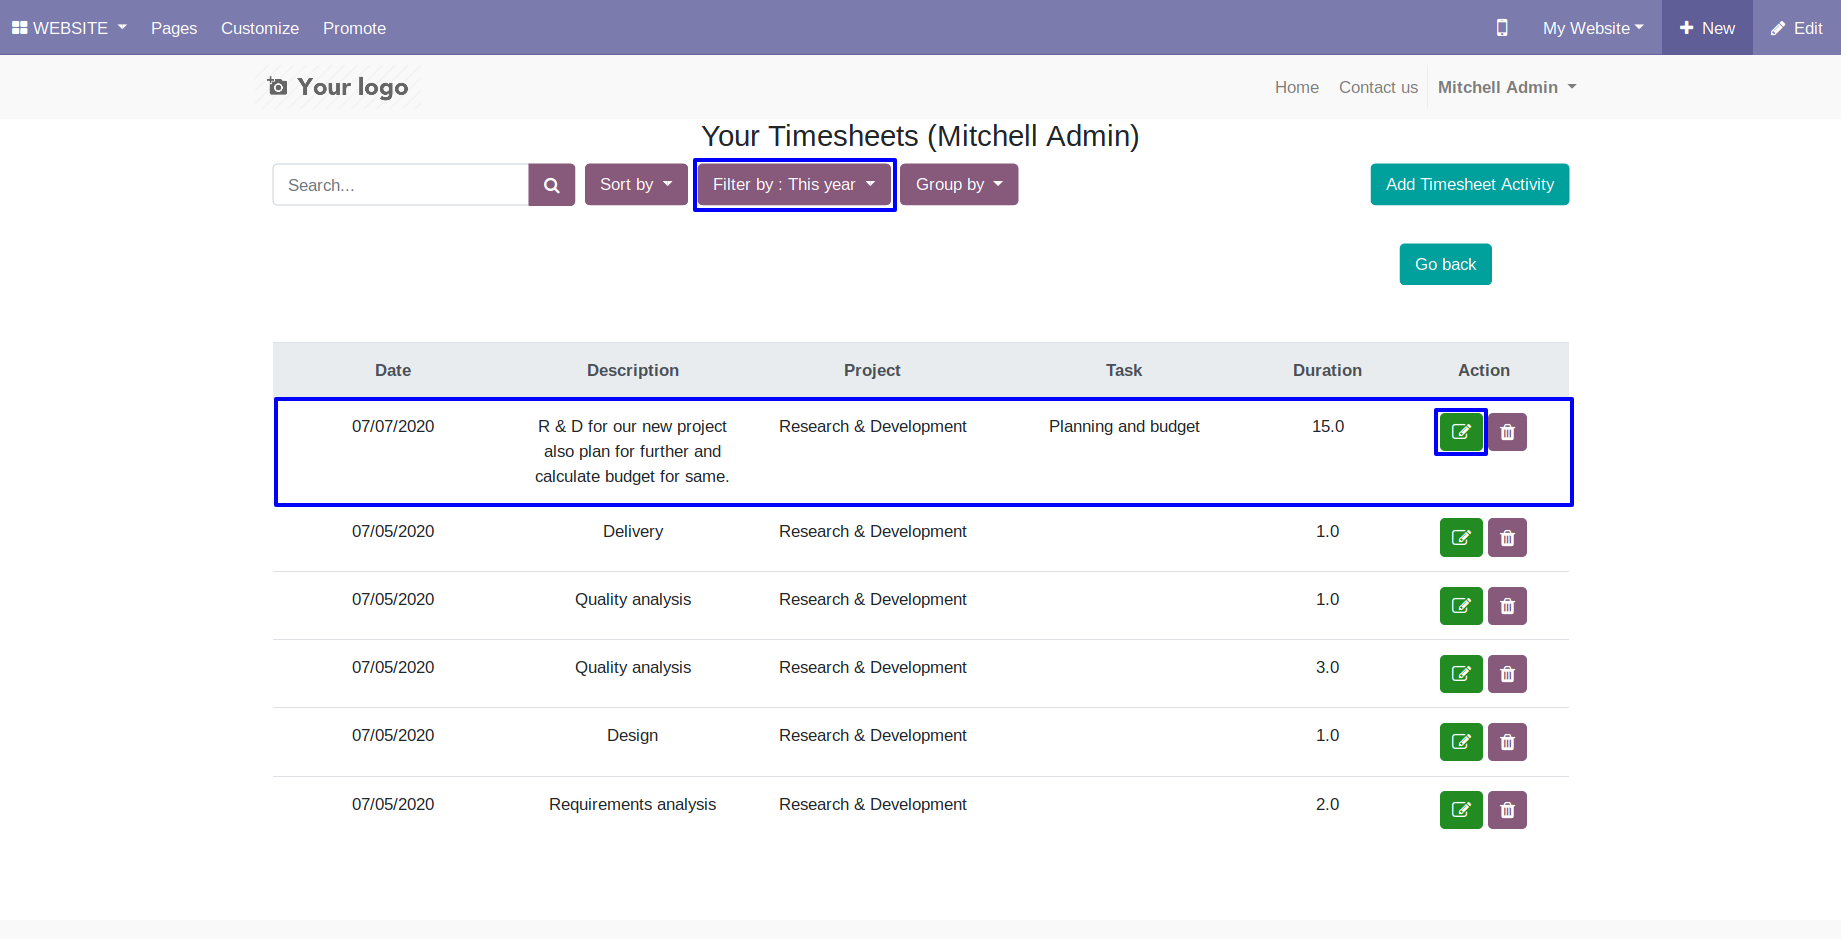 WEBSITE Pages Customize Promote My Website New Edit
Your logo Home Contact us Mitchell Admin
Your Timesheets (Mitchell Admin)
Search... Sort by Filter by : This year Group by Add Timesheet Activity
Go back
Date Description Project Task Duration Action
07/07/2020 R & D for our new project Research & Development Planning and budget 15.0
also plan for further and
calculate budget for same.
07/05/2020 Delivery Research & Development 1.0
07/05/2020 Quality analysis Research & Development 1.0
07/05/2020 Quality analysis Research & Development 3.0
07/05/2020 Design Research & Development 1.0
07/05/2020 Requirements analysis Research & Development 2.0